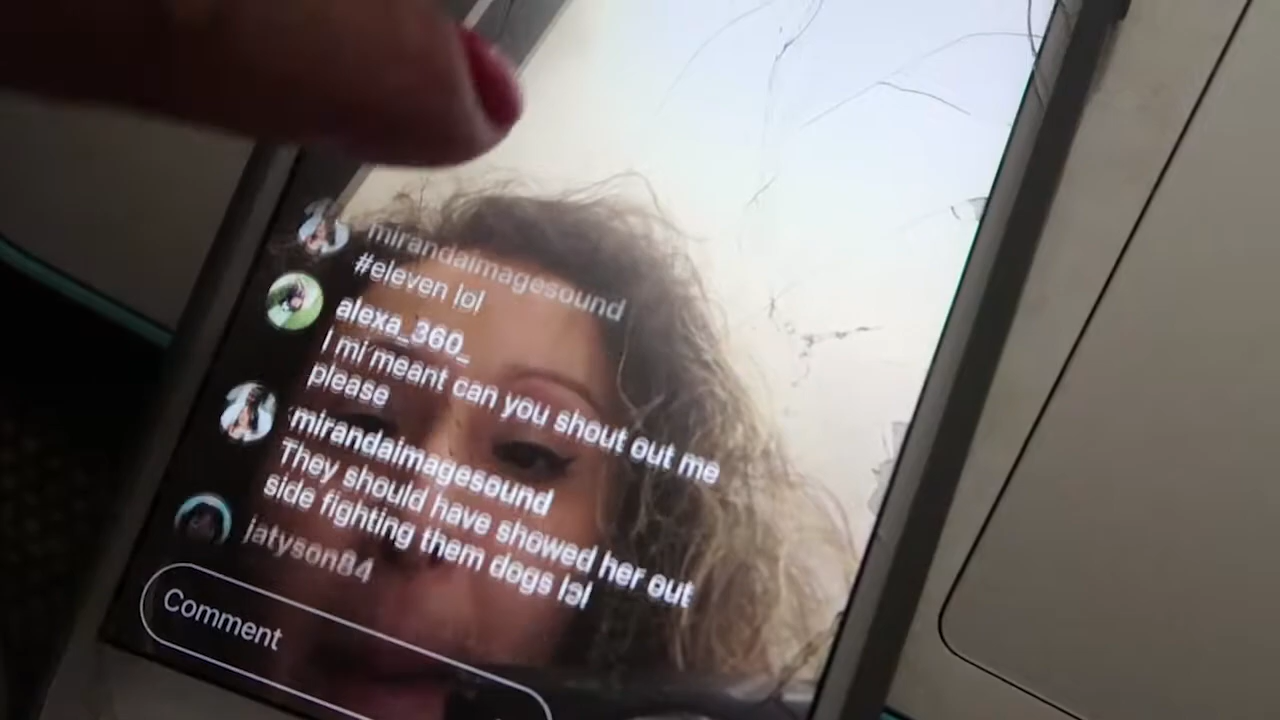 mirandaimagesound
#eleven lol
alexa_360_
I mi meant can you shout out me
please
mirandaimagesound
They should have showed her out
side fighting them dogs lol
jatyson84
Comment